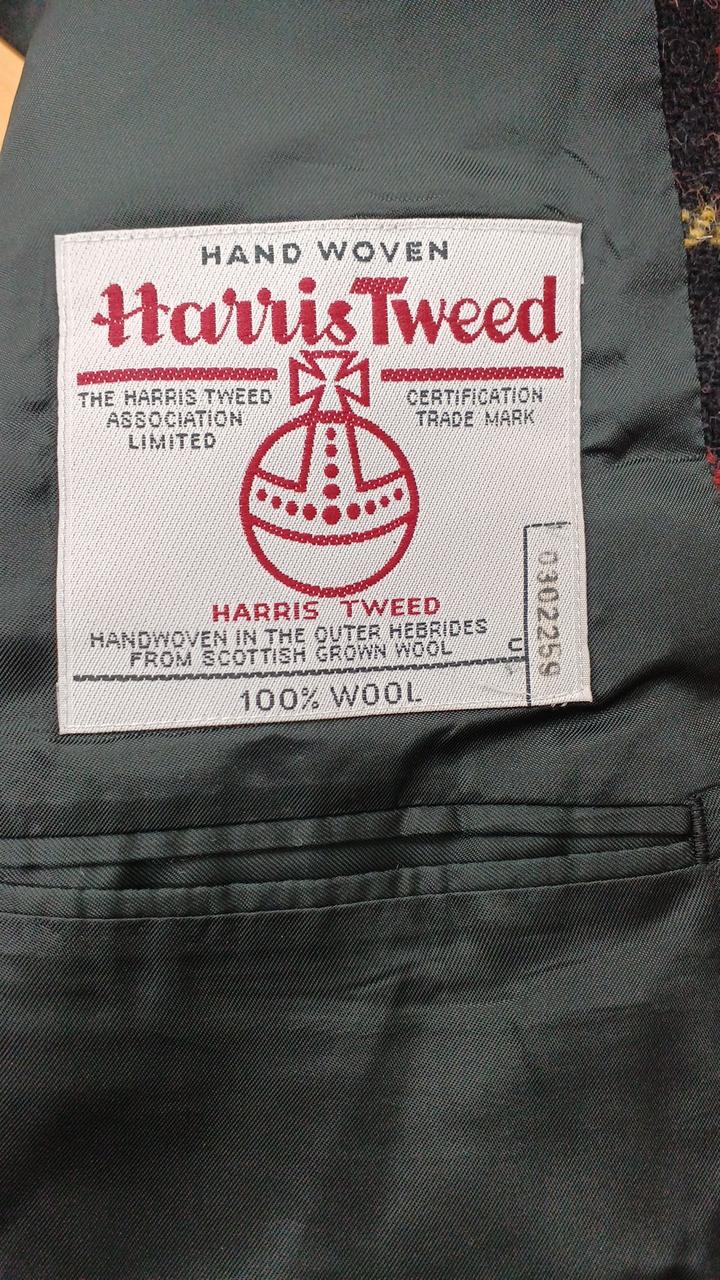 HAND WOVEN
Harris Tweed
THE HARRIS TWEED
ASSOCIATION
LIMITED
CERTIFICATION
TRADE MARK
HARRIS TWEED
HANDWOVEN IN THE OUTER HEBRIDES
FROM SCOTTISH GROWN WOOL
100% WOOL
0302259